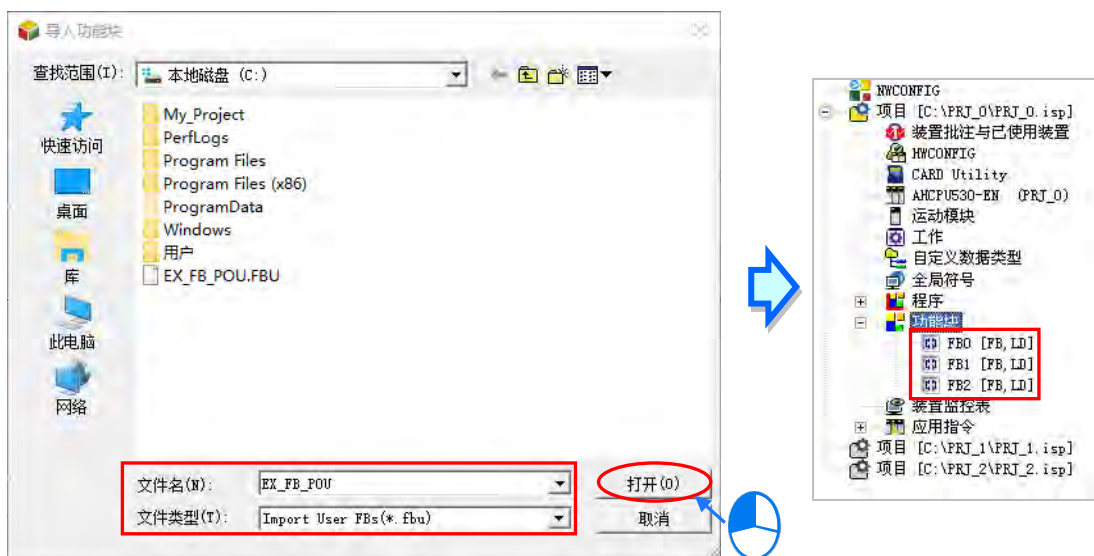 导入功能块
查找范围(I):
本地磁盘 (C:)
快速访问
桌面
库
此电脑
网络
My_Project
PerfLogs
Program Files
Program Files (x86)
ProgramData
Windows
用户
EX_FB_POU.FBU
文件名(N):
EX_FB_POU
打开(O)
文件类型(T):
Import User FBs(*.fbu)
取消
NWCONFIG
项目 [C:\PRJ_0\PRJ_0.isp]
装置批注与已使用装置
HWCONFIG
CARD Utility
AHCPU530-EN (PRJ_0)
运动模块
工作
自定义数据类型
全局符号
程序
功能块
FB0 [FB,LD]
FB1 [FB,LD]
FB2 [FB,LD]
装置监控表
应用指令
项目 [C:\PRJ_1\PRJ_1.isp]
项目 [C:\PRJ_2\PRJ_2.isp]